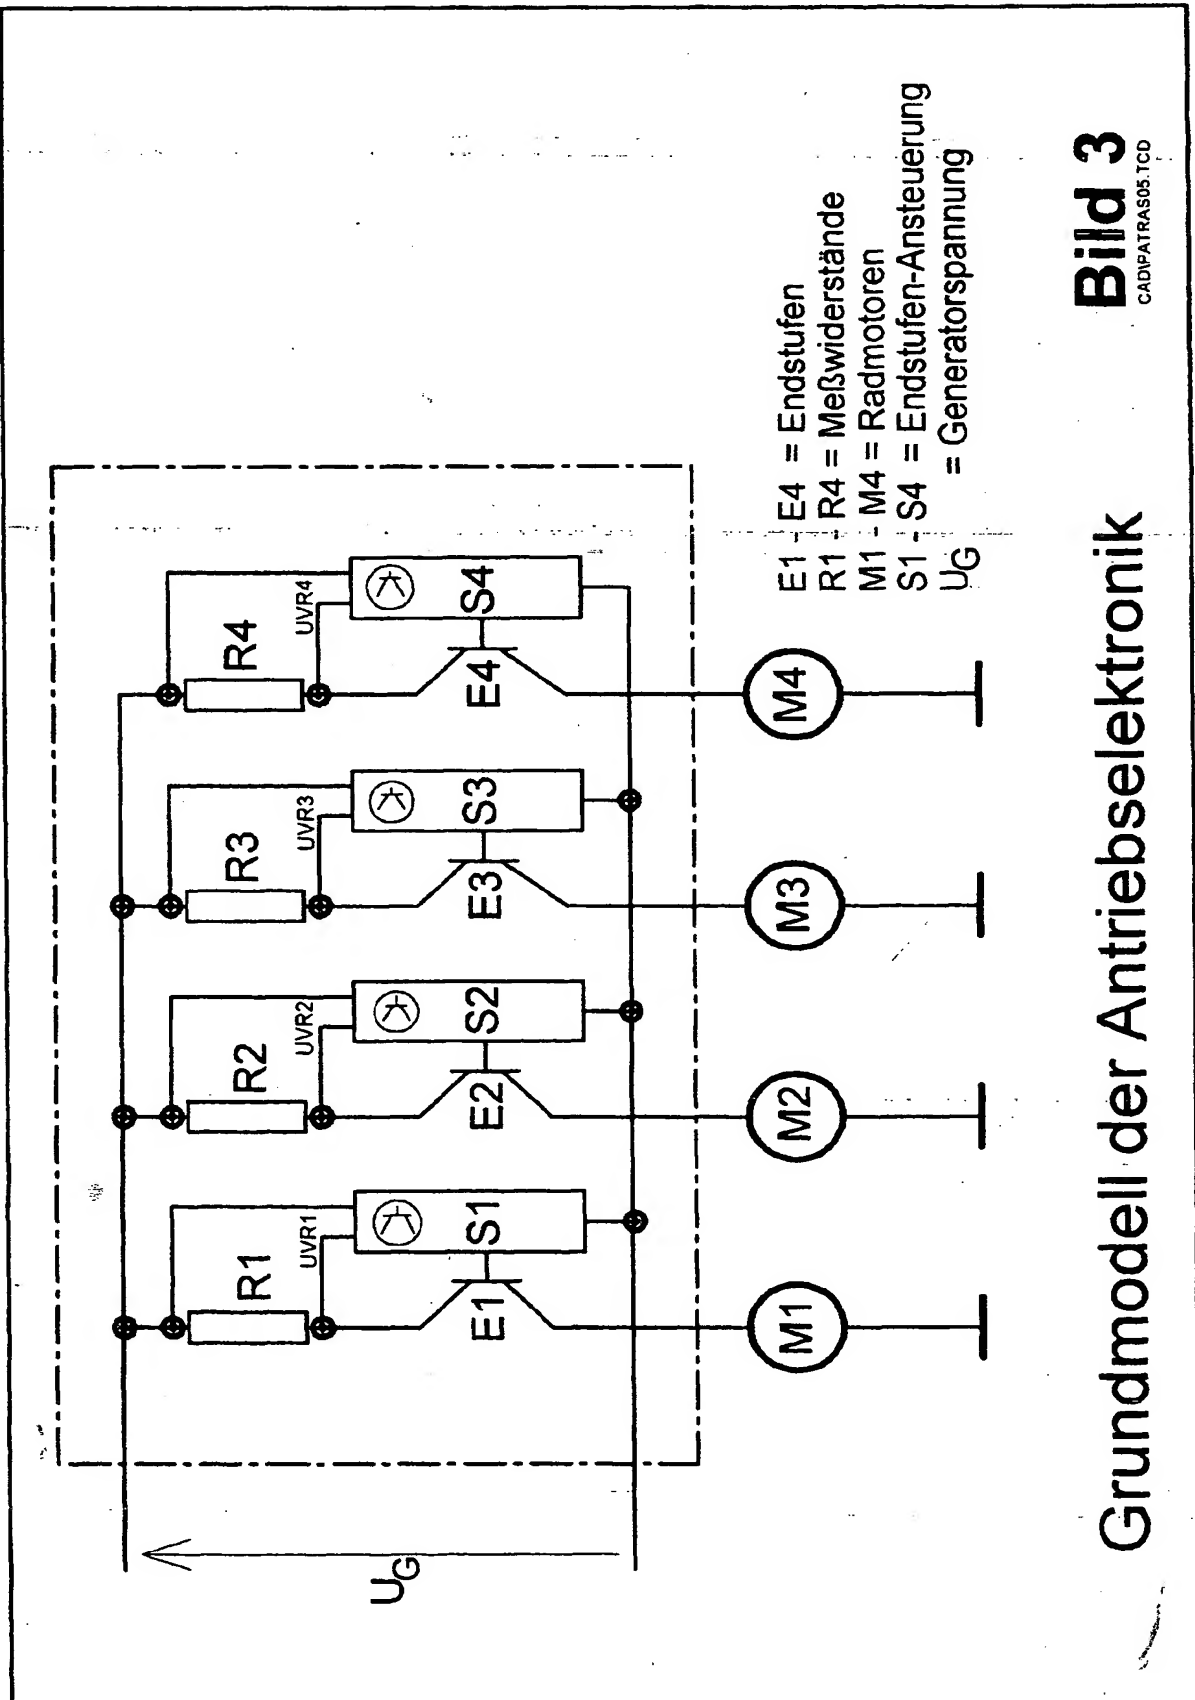 R1
R2
R3
R4
UVR1
UVR2
UVR3
UVR4
UG
E1
S1
E2
S2
E3
S3
E4
S4
M1
M2
M3
M4
E1 - E4 = Endstufen
R1 - R4 = Meßwiderstände
M1 - M4 = Radmotoren
S1 - S4 = Endstufen-Ansteuerung
UG = Generatorspannung
Grundmodell der Antriebselektronik
Bild 3
CAD\PATRAS05.TCD